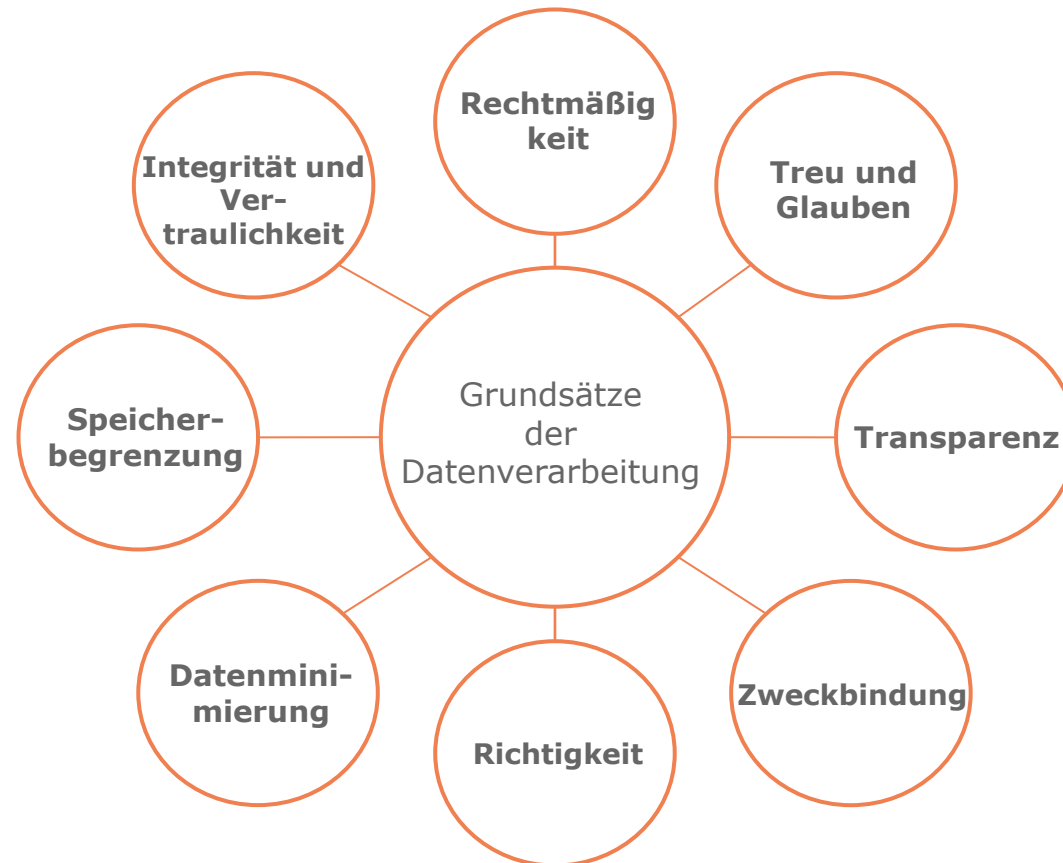 Rechtmäßig
keit
Treu und
Glauben
Transparenz
Zweckbindung
Richtigkeit
Datenmini-
mierung
Speicher-
begrenzung
Integrität und
Ver-
traulichkeit
Grundsätze
der
Datenverarbeitung